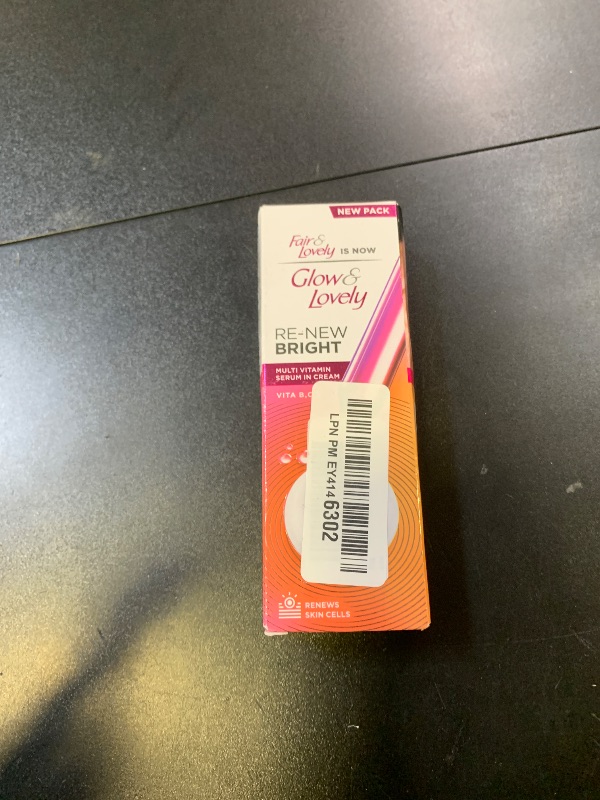 NEW PACK
Fair &
Lovely IS NOW
Glow &
Lovely
RE-NEW
BRIGHT
MULTI VITAMIN
SERUM IN CREAM
VITA B,C
LPN PM EY4146302
RENEWS
SKIN CELLS